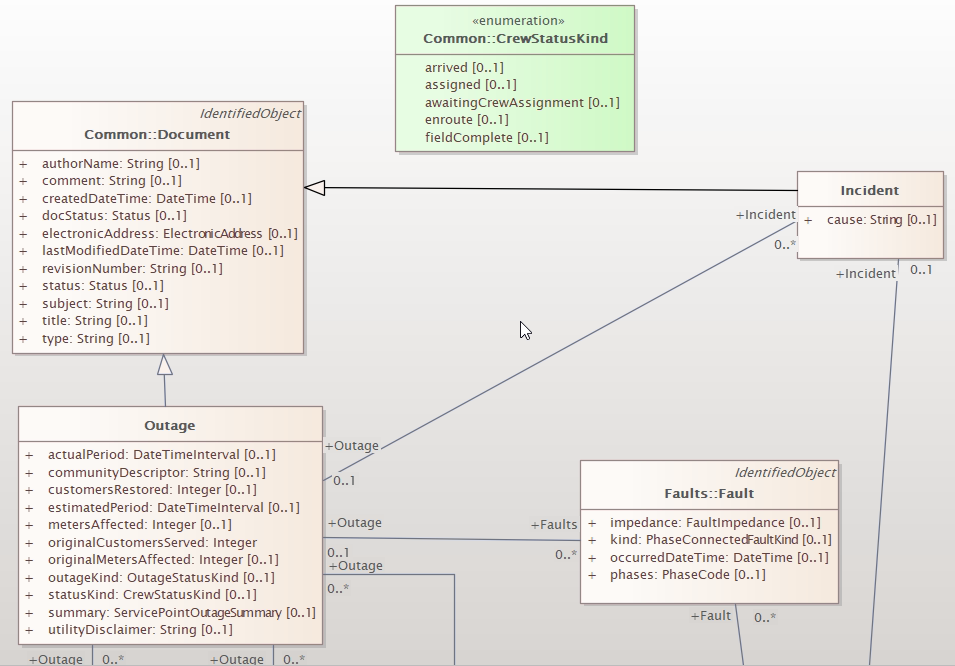 «enumeration»
Common::CrewStatusKind
arrived [0..1]
assigned [0..1]
awaitingCrewAssignment [0..1]
enroute [0..1]
fieldComplete [0..1]
IdentifiedObject
Common::Document
+ authorName: String [0..1]
+ comment: String [0..1]
+ createdDateTime: DateTime [0..1]
+ docStatus: Status [0..1]
+ electronicAddress: ElectronicAddress [0..1]
+ lastModifiedDateTime: DateTime [0..1]
+ revisionNumber: String [0..1]
+ status: Status [0..1]
+ subject: String [0..1]
+ title: String [0..1]
+ type: String [0..1]
Incident
+ cause: String [0..1]
+Incident
0..*
+Incident 0..1
Outage
+ actualPeriod: DateTimeInterval [0..1]
+ communityDescriptor: String [0..1]
+ customersRestored: Integer [0..1]
+ estimatedPeriod: DateTimeInterval [0..1]
+ metersAffected: Integer [0..1]
+ originalCustomersServed: Integer
+ originalMetersAffected: Integer [0..1]
+ outageKind: OutageStatusKind [0..1]
+ statusKind: CrewStatusKind [0..1]
+ summary: ServicePointOutageSummary [0..1]
+ utilityDisclaimer: String [0..1]
+Outage
0..1
+Outage
0..1
+Outage
0..*
+Faults
0..*
IdentifiedObject
Faults::Fault
+ impedance: FaultImpedance [0..1]
+ kind: PhaseConnectedFaultKind [0..1]
+ occurredDateTime: DateTime [0..1]
+ phases: PhaseCode [0..1]
+Fault 0..*
+Outage 0..*
+Outage 0..*